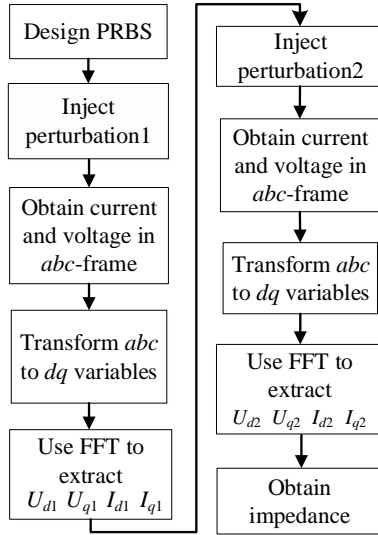 Design PRBS
Inject
perturbation1
Obtain current
and voltage in
abc-frame
Transform abc
to dq variables
Use FFT to
extract
Ud1 Uq1 Id1 Iq1
Inject
perturbation2
Obtain current
and voltage in
abc-frame
Transform abc
to dq variables
Use FFT to
extract
Ud2 Uq2 Id2 Iq2
Obtain
impedance